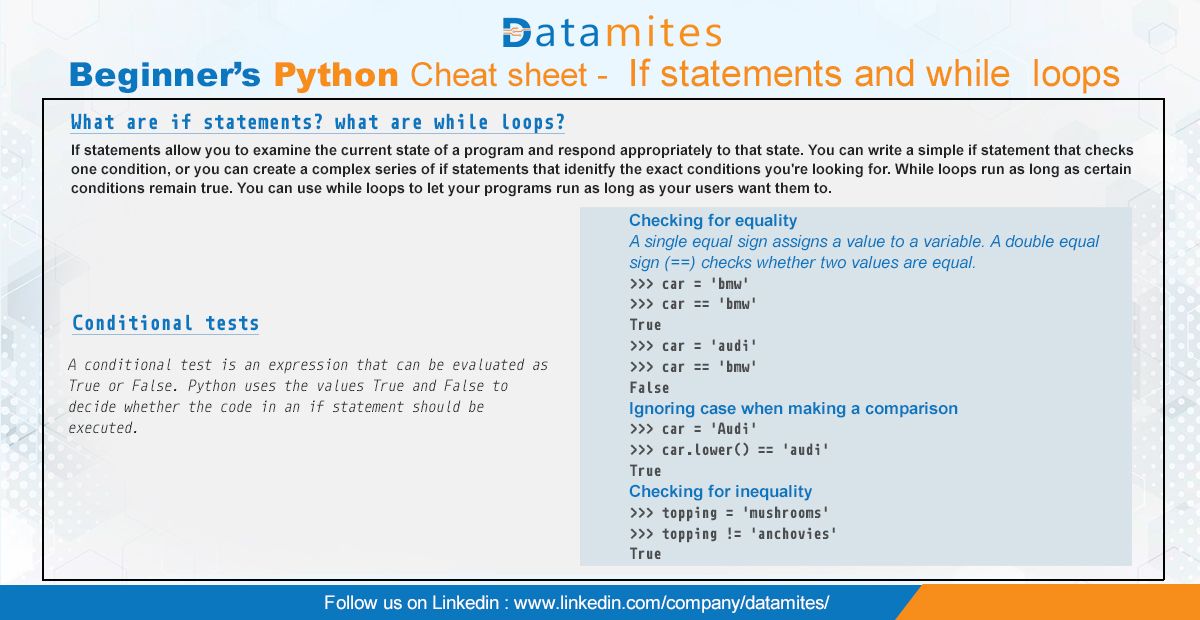 Datamites
Beginner's Python Cheat sheet - If statements and while loops
What are if statements? what are while loops?
If statements allow you to examine the current state of a program and respond appropriately to that state. You can write a simple if statement that checks
one condition, or you can create a complex series of if statements that idenitfy the exact conditions you're looking for. While loops run as long as certain
conditions remain true. You can use while loops to let your programs run as long as your users want them to.
Conditional tests
A conditional test is an expression that can be evaluated as
True or False. Python uses the values True and False to
decide whether the code in an if statement should be
executed.
Checking for equality
A single equal sign assigns a value to a variable. A double equal
sign (==) checks whether two values are equal.
>>> car = 'bmw'
>>> car == 'bmw'
True
>>> car = 'audi'
>>> car == 'bmw'
False
Ignoring case when making a comparison
>>> car = 'Audi'
>>> car.lower() == 'audi'
True
Checking for inequality
>>> topping = 'mushrooms'
>>> topping != 'anchovies'
True
Follow us on Linkedin : www.linkedin.com/company/datamites/